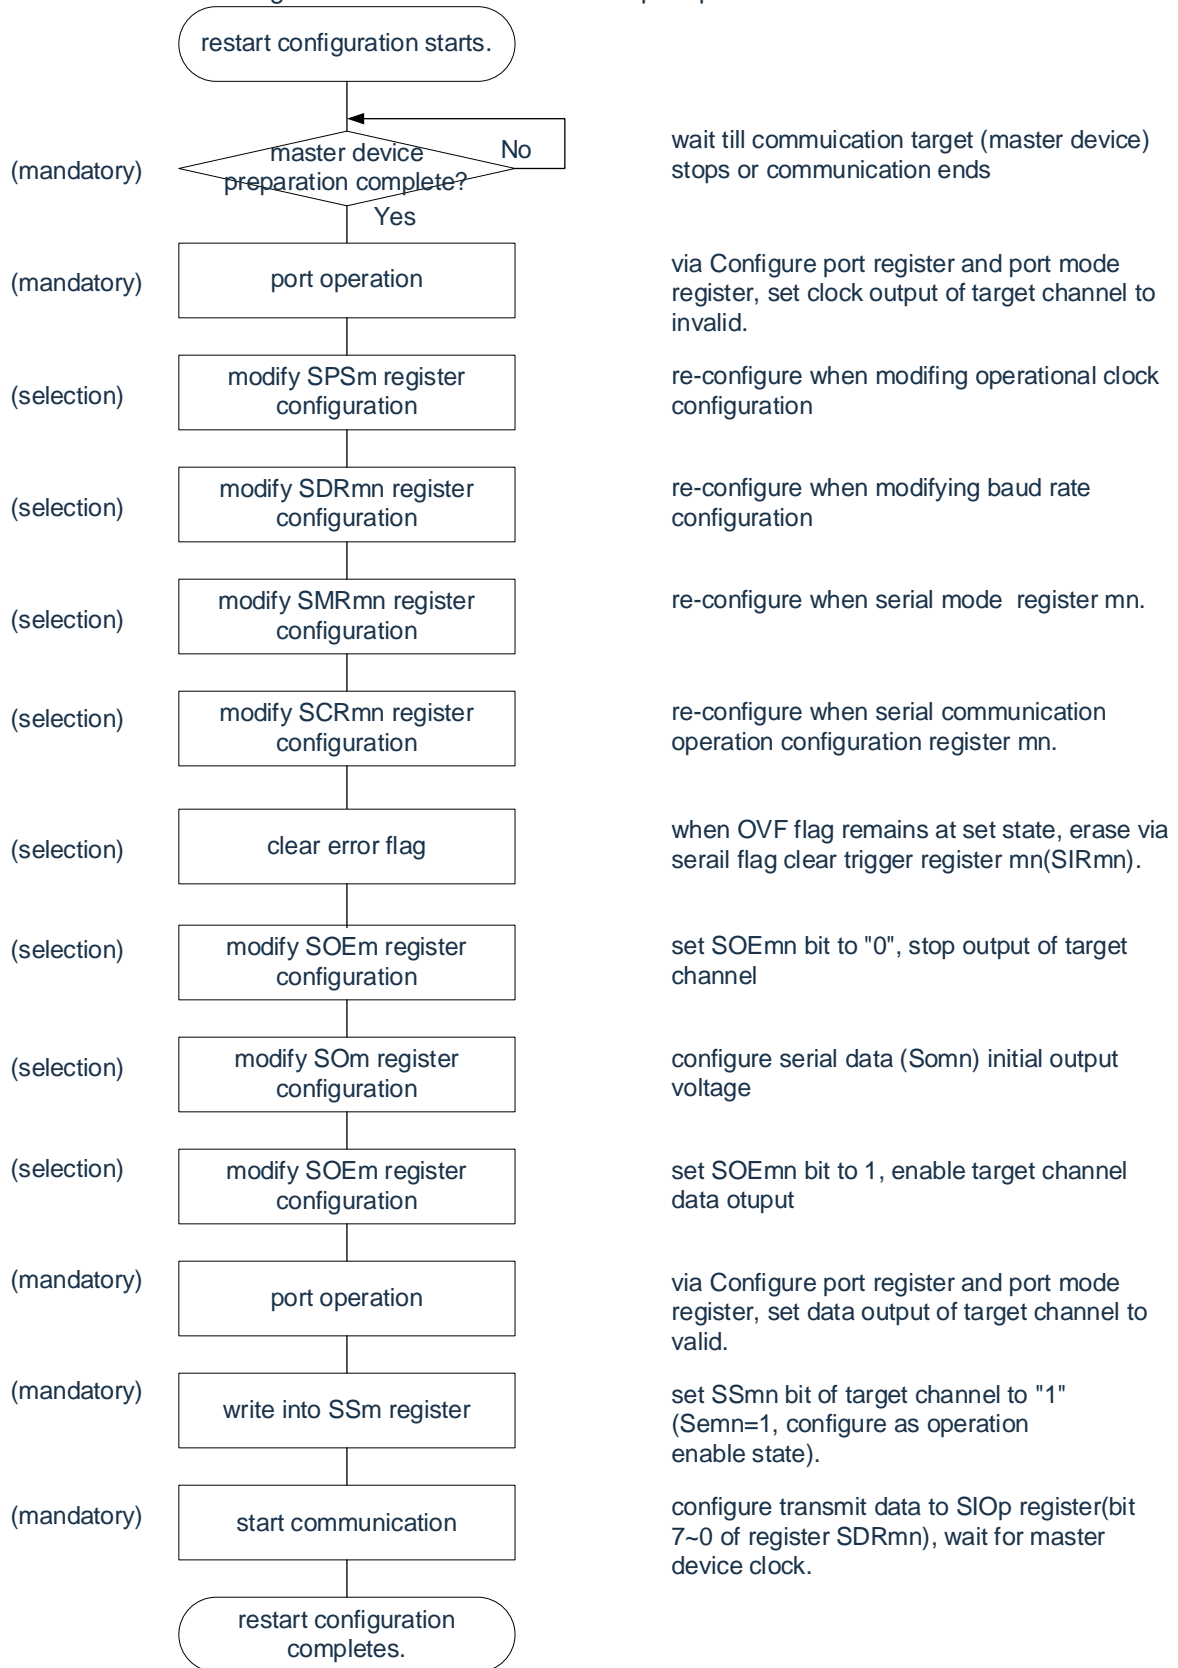 restart configuration starts.
No
(mandatory)
master device
preparation complete?
wait till commuication target (master device)
stops or communication ends
Yes
(mandatory)
port operation
via Configure port register and port mode
register, set clock output of target channel to
invalid.
(selection)
modify SPSm register
configuration
re-configure when modifing operational clock
configuration
(selection)
modify SDRmn register
configuration
re-configure when modifying baud rate
configuration
(selection)
modify SMRmn register
configuration
re-configure when serial mode  register mn.
(selection)
modify SCRmn register
configuration
re-configure when serial communication
operation configuration register mn.
(selection)
clear error flag
when OVF flag remains at set state, erase via
serail flag clear trigger register mn(SIRmn).
(selection)
modify SOEm register
configuration
set SOEmn bit to "0", stop output of target
channel
(selection)
modify SOm register
configuration
configure serial data (Somn) initial output
voltage
(selection)
modify SOEm register
configuration
set SOEmn bit to 1, enable target channel
data otuput
(mandatory)
port operation
via Configure port register and port mode
register, set data output of target channel to
valid.
(mandatory)
write into SSm register
set SSmn bit of target channel to "1"
(Semn=1, configure as operation
enable state).
(mandatory)
start communication
configure transmit data to SIOp register(bit
7~0 of register SDRmn), wait for master
device clock.
restart configuration
completes.